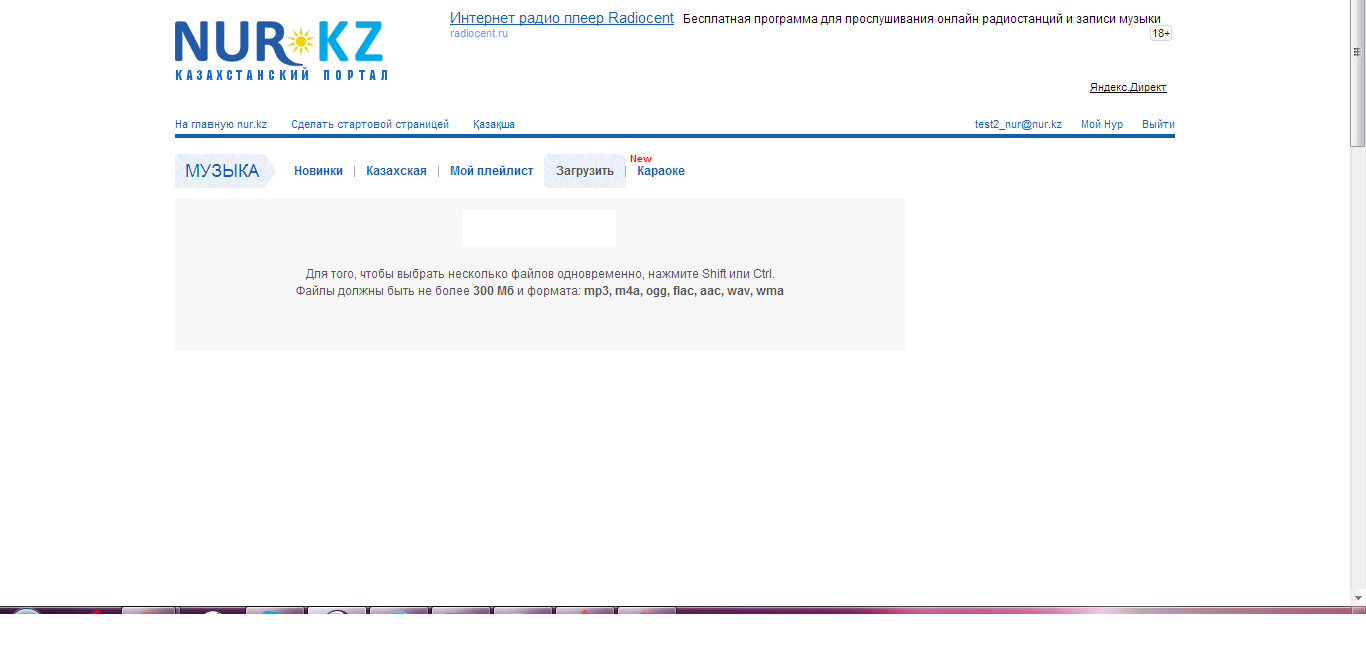 NUR KZ
КАЗАХСТАНСКИЙ ПОРТАЛ
Интернет радио плеер Radiocent Бесплатная программа для прослушивания онлайн радиостанций и записи музыки
radiocent.ru
18+
Яндекс.Директ
На главную nur.kz Сделать стартовой страницей Қазақша test2_nur@nur.kz Мой Нур Выйти
New
МУЗЫКА Новинки | Казахская | Мой плейлист Загрузить | Караоке
Для того, чтобы выбрать несколько файлов одновременно, нажмите Shift или Ctrl.
Файлы должны быть не более 300 Мб и формата: mp3, m4a, ogg, flac, aac, wav, wma